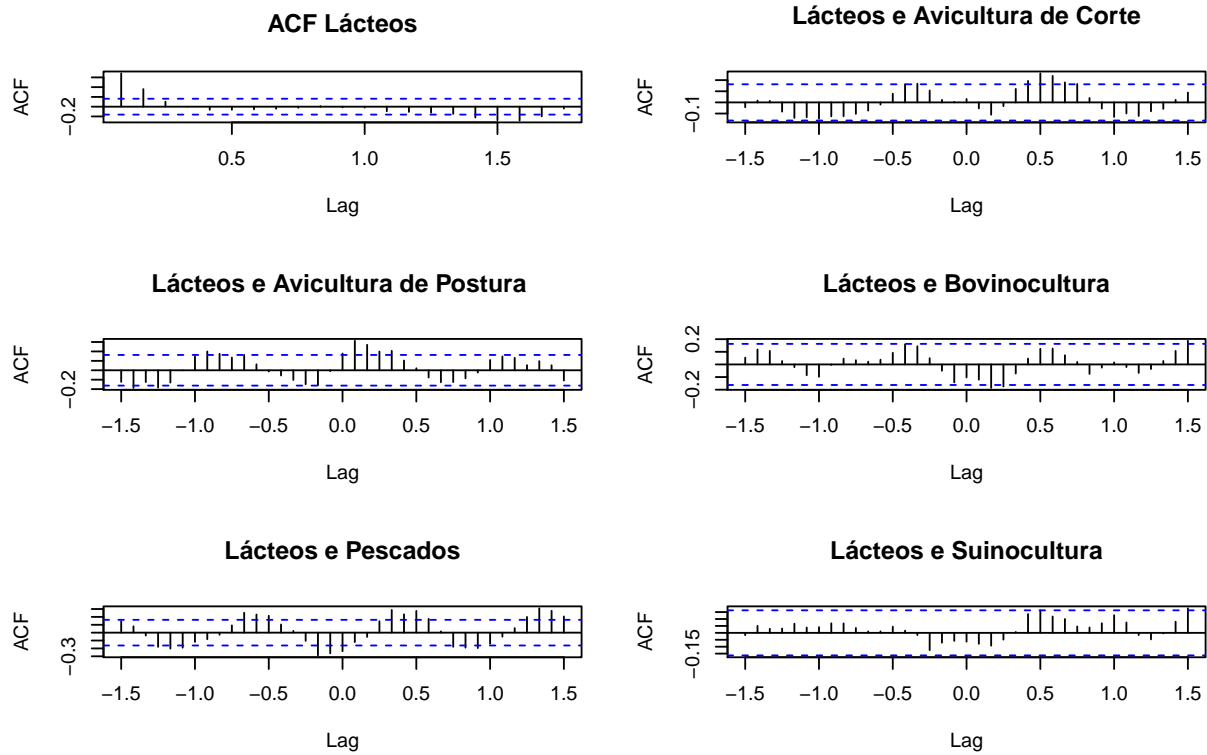 ACF Lácteos
ACF
−0.2
0.5 1.0 1.5
Lag
Lácteos e Avicultura de Corte
ACF
−0.1
−1.5 −1.0 −0.5 0.0 0.5 1.0 1.5
Lag
Lácteos e Avicultura de Postura
ACF
−0.2
−1.5 −1.0 −0.5 0.0 0.5 1.0 1.5
Lag
Lácteos e Bovinocultura
ACF
0.2
−0.2
−1.5 −1.0 −0.5 0.0 0.5 1.0 1.5
Lag
Lácteos e Pescados
ACF
−0.3
−1.5 −1.0 −0.5 0.0 0.5 1.0 1.5
Lag
Lácteos e Suinocultura
ACF
−0.15
−1.5 −1.0 −0.5 0.0 0.5 1.0 1.5
Lag